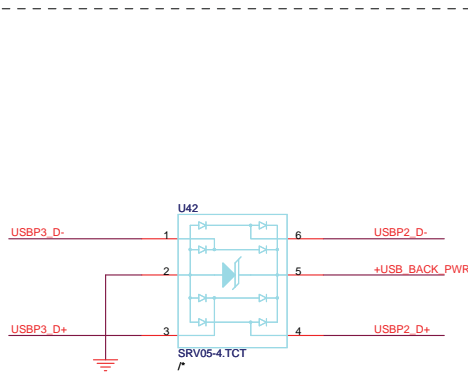 U42
USBP3_D- 1 6 USBP2_D-
2 5 +USB_BACK_PWR
USBP3_D+ 3 4 USBP2_D+
SRV05-4.TCT
/*